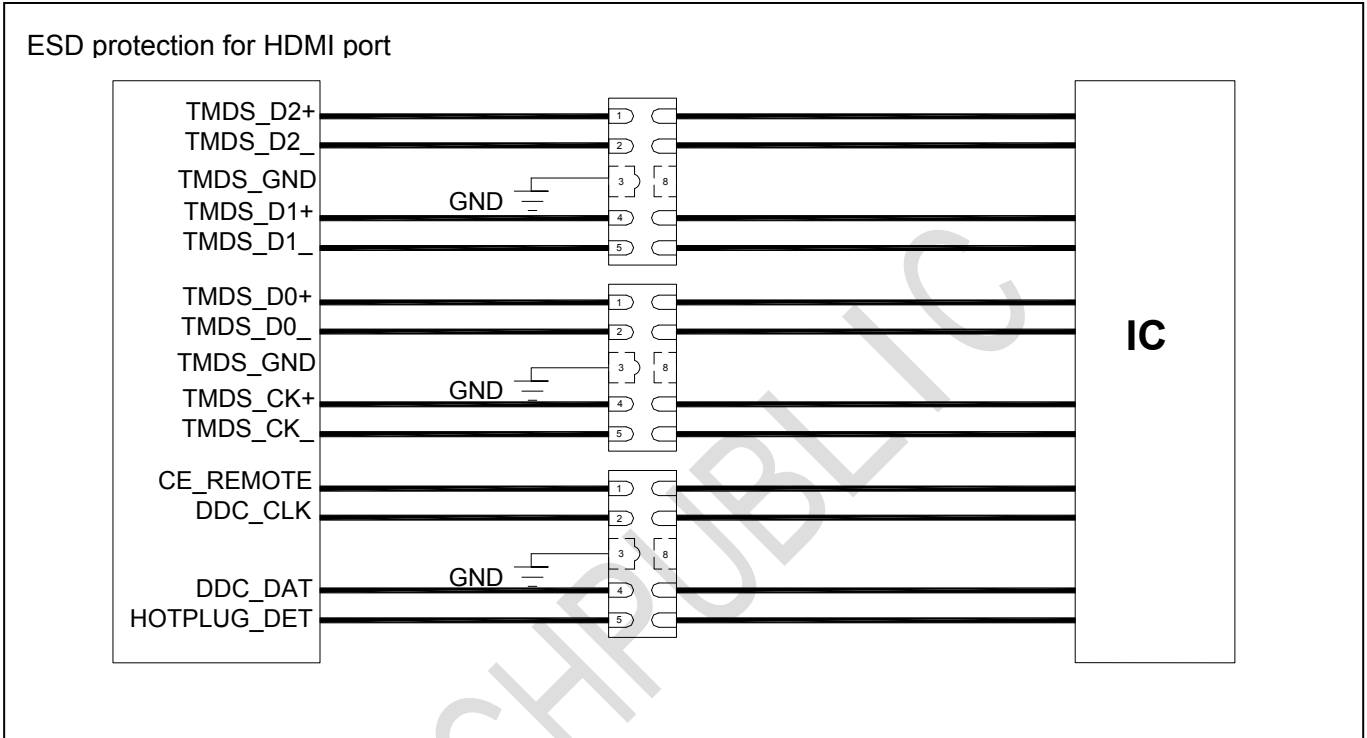 ESD protection for HDMI port
TMDS_D2+
1
TMDS_D2_
2
TMDS_GND
3
8
GND
TMDS_D1+
4
TMDS_D1_
5
TMDS_D0+
1
TMDS_D0_
2
IC
TMDS_GND
3
8
GND
TMDS_CK+
4
TMDS_CK_
5
CE_REMOTE
1
DDC_CLK
2
3
8
GND
DDC_DAT
4
HOTPLUG_DET
5
CHPUBLIC